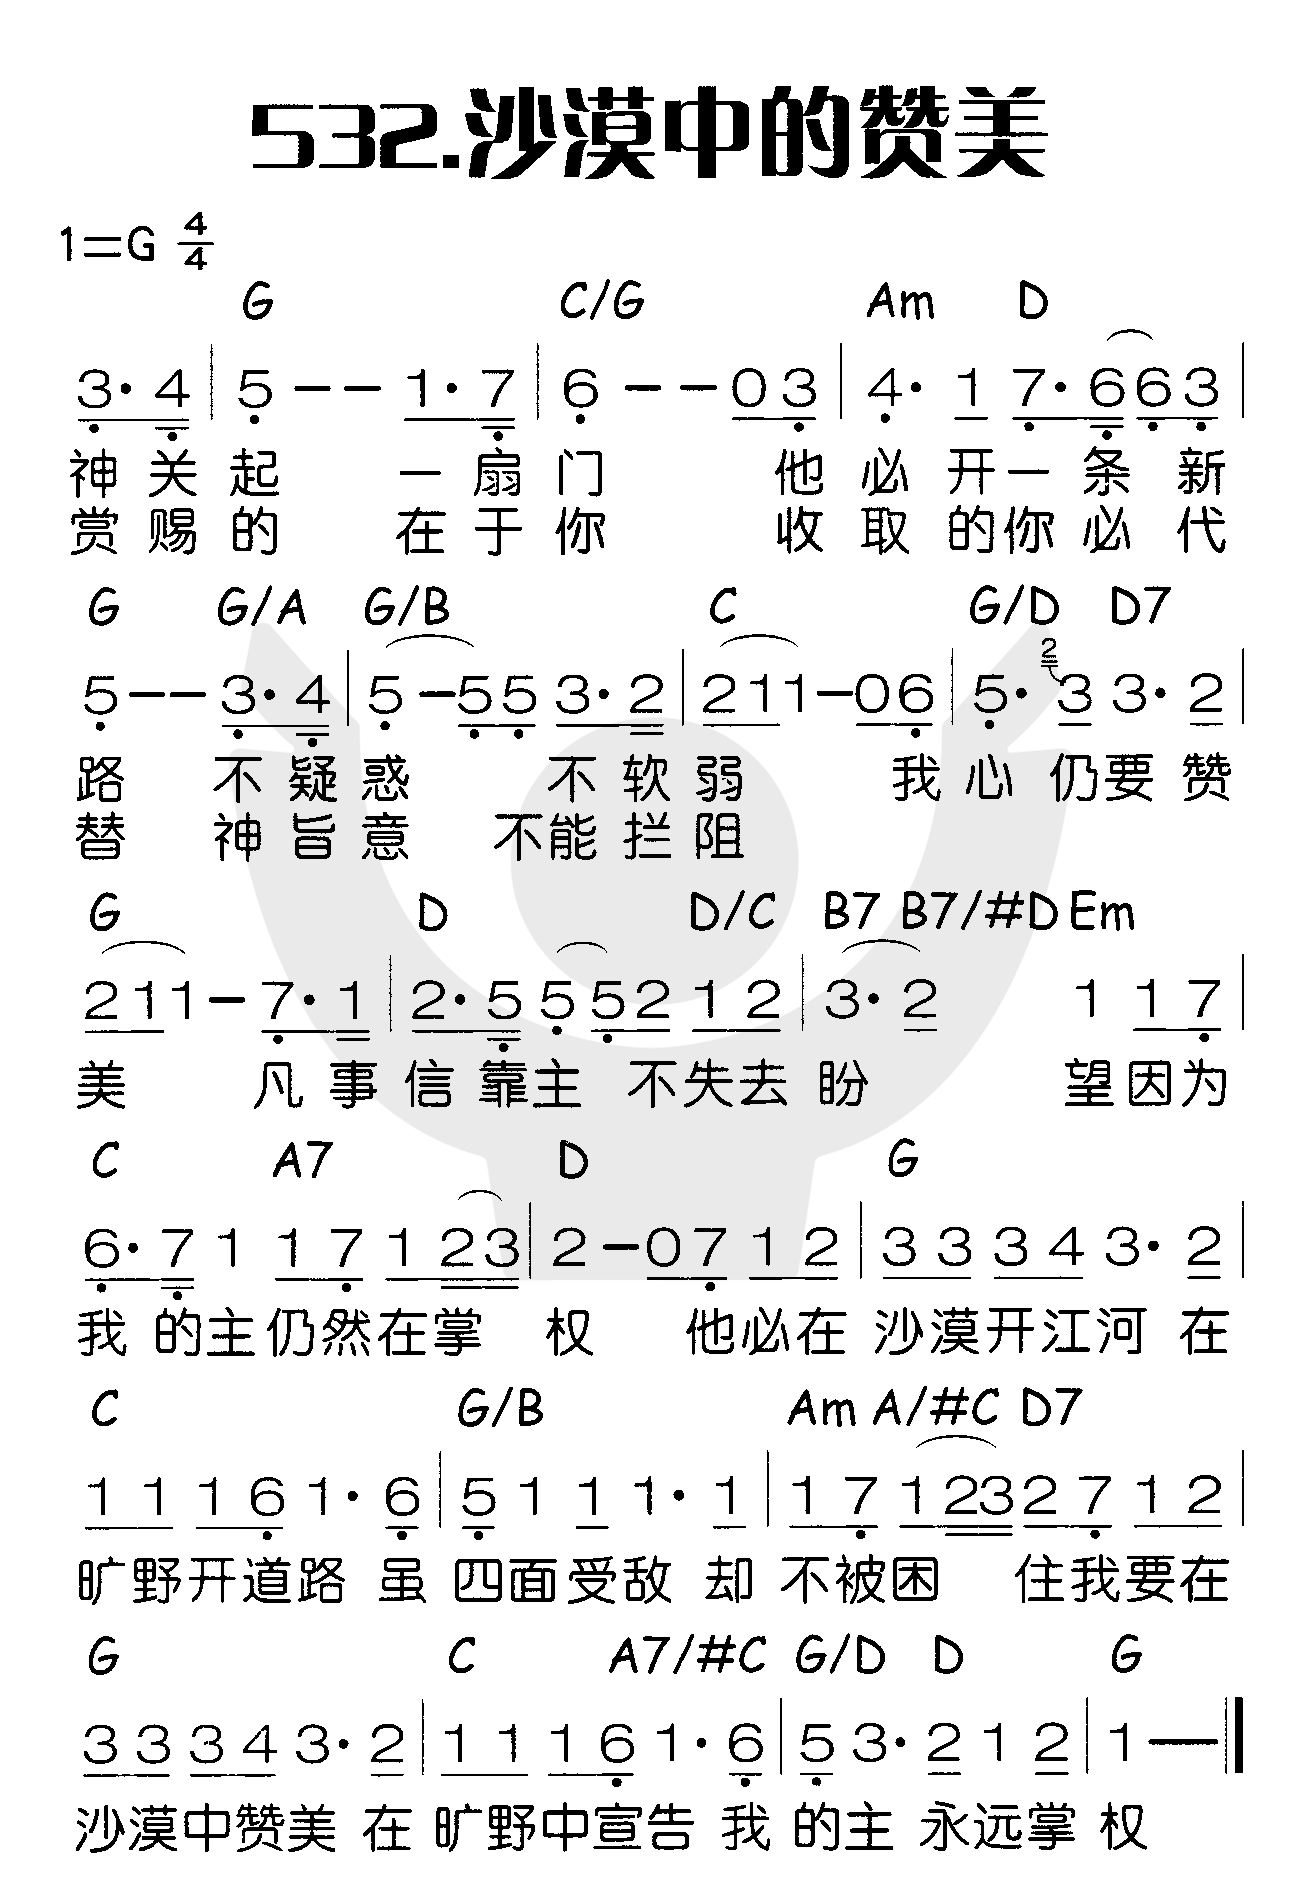 532.沙漠中的赞美
1=G 4/4
G C/G Am D
3· 4 | 5 - - 1· 7 | 6 - - 0 3 | 4· 1 7· 6 6 3 |
神 关 起 一 扇 门 他 必 开 一 条 新
赏 赐 的 在 于 你 收 取 的 你 必 代
G G/A G/B C G/D D7
5 - - 3· 4 | 5 - 5 5 3· 2 | 2 1 1 - 0 6 | 5· 2 3 3· 2 |
路 不 疑 惑 不 软 弱 我 心 仍 要 赞
替 神 旨 意 不 能 拦 阻
G D D/C B7 B7/#D Em
2 1 1 - 7· 1 | 2· 5 5 5 2 1 2 | 3· 2 1 1 7 |
美 凡 事 信 靠 主 不 失 去 盼 望 因 为
C A7 D G
6· 7 1 1 7 1 2 3 | 2 - 0 7 1 2 | 3 3 3 4 3· 2 |
我 的 主 仍 然 在 掌 权 他 必 在 沙 漠 开 江 河 在
C G/B Am A/#C D7
1 1 1 6 1· 6 | 5 1 1 1· 1 | 1 7 1 2 3 2 7 1 2 |
旷 野 开 道 路 虽 四 面 受 敌 却 不 被 困 住 我 要 在
G C A7/#C G/D D G
3 3 3 4 3· 2 | 1 1 1 6 1· 6 | 5 3· 2 1 2 | 1 — ‖
沙 漠 中 赞 美 在 旷 野 中 宣 告 我 的 主 永 远 掌 权